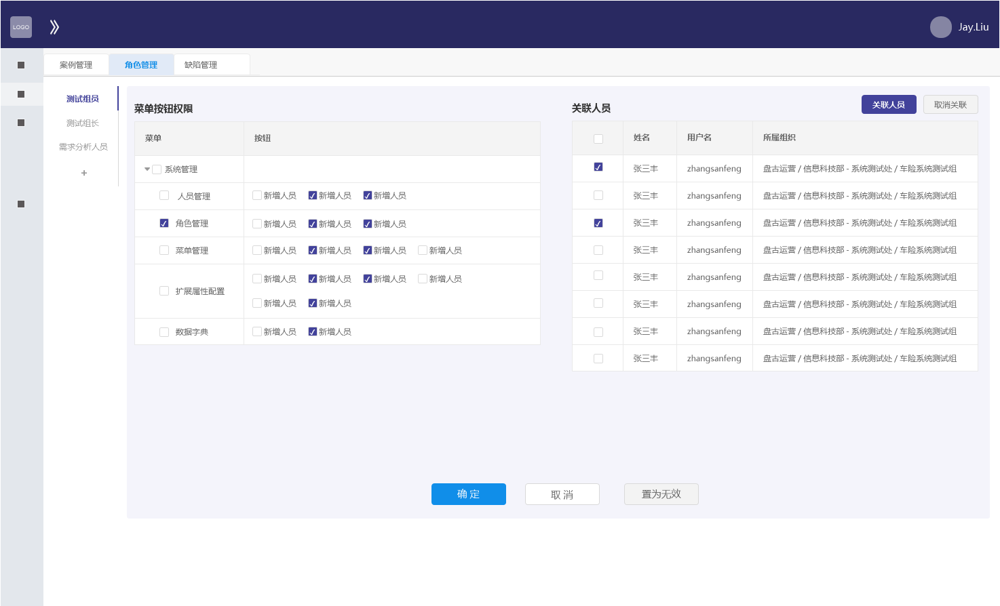 LOGO
Jay.Liu
案例管理 角色管理 缺陷管理
测试组员
测试组长
需求分析人员
+
菜单按钮权限
菜单 按钮
系统管理
人员管理 新增人员 新增人员 新增人员
角色管理 新增人员 新增人员 新增人员
菜单管理 新增人员 新增人员 新增人员 新增人员
扩展属性配置 新增人员 新增人员 新增人员 新增人员
新增人员 新增人员
数据字典 新增人员 新增人员
关联人员 关联人员 取消关联
姓名 用户名 所属组织
张三丰 zhangsanfeng 盘古运营 / 信息科技部 - 系统测试处 / 车险系统测试组
张三丰 zhangsanfeng 盘古运营 / 信息科技部 - 系统测试处 / 车险系统测试组
张三丰 zhangsanfeng 盘古运营 / 信息科技部 - 系统测试处 / 车险系统测试组
张三丰 zhangsanfeng 盘古运营 / 信息科技部 - 系统测试处 / 车险系统测试组
张三丰 zhangsanfeng 盘古运营 / 信息科技部 - 系统测试处 / 车险系统测试组
张三丰 zhangsanfeng 盘古运营 / 信息科技部 - 系统测试处 / 车险系统测试组
张三丰 zhangsanfeng 盘古运营 / 信息科技部 - 系统测试处 / 车险系统测试组
张三丰 zhangsanfeng 盘古运营 / 信息科技部 - 系统测试处 / 车险系统测试组
确 定 取 消 置为无效